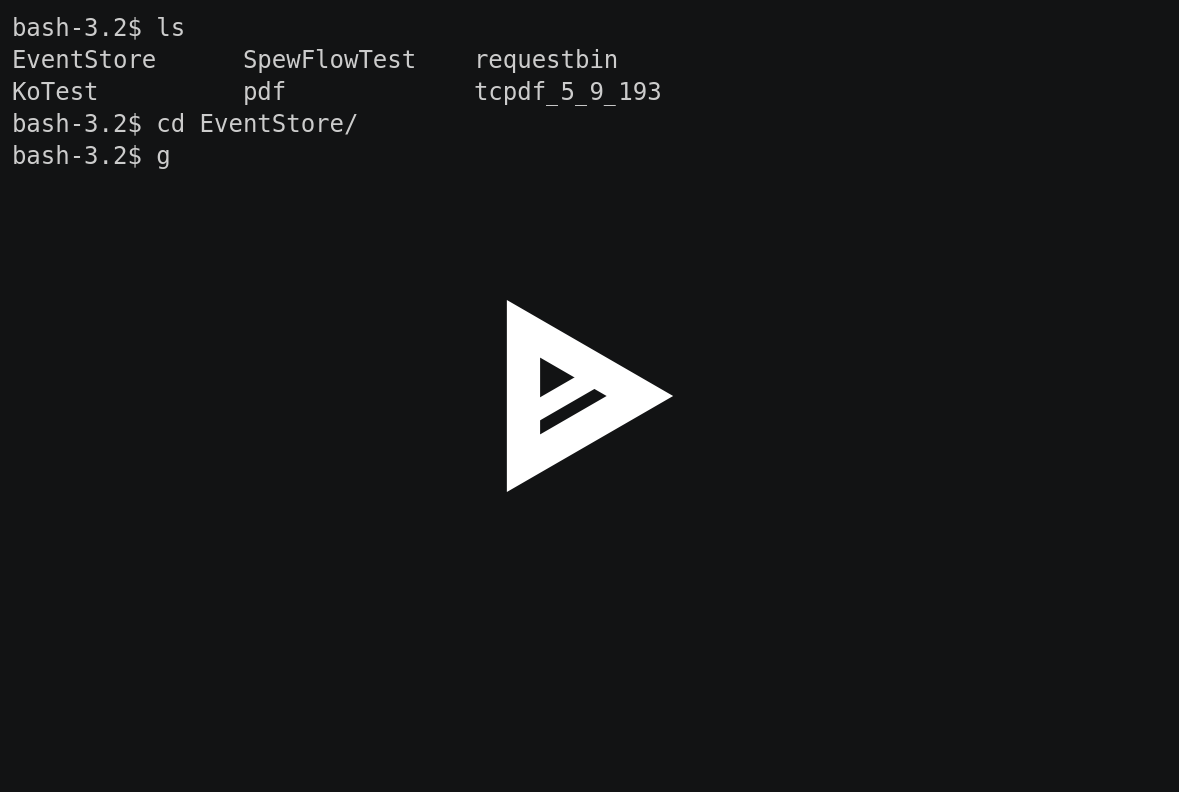 bash-3.2$ ls
EventStore      SpewFlowTest    requestbin
KoTest          pdf             tcpdf_5_9_193
bash-3.2$ cd EventStore/
bash-3.2$ g